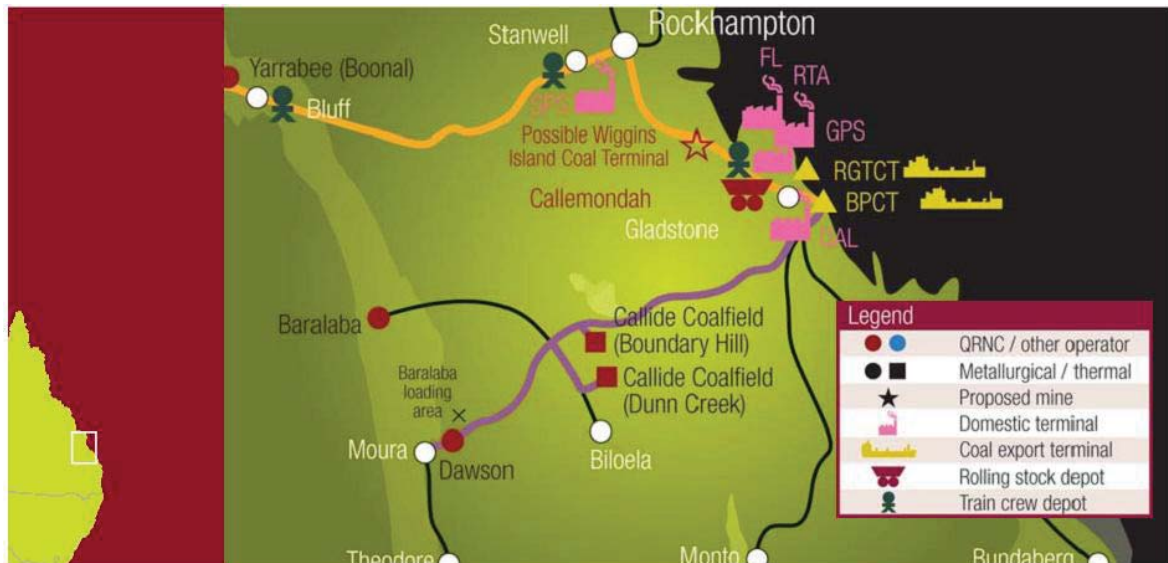 Rockhampton
Stanwell
FL
RTA
Yarrabee (Boonal)
Bluff
SPS
GPS
Possible Wiggins
Island Coal Terminal
RGTCT
Callemondah
BPCT
Gladstone
QAL
Baralaba
Callide Coalfield
(Boundary Hill)
Callide Coalfield
(Dunn Creek)
Baralaba
loading
area
Moura
Dawson
Biloela
Theodore
Monto
Bundaberg
Legend
QRNC / other operator
Metallurgical / thermal
Proposed mine
Domestic terminal
Coal export terminal
Rolling stock depot
Train crew depot